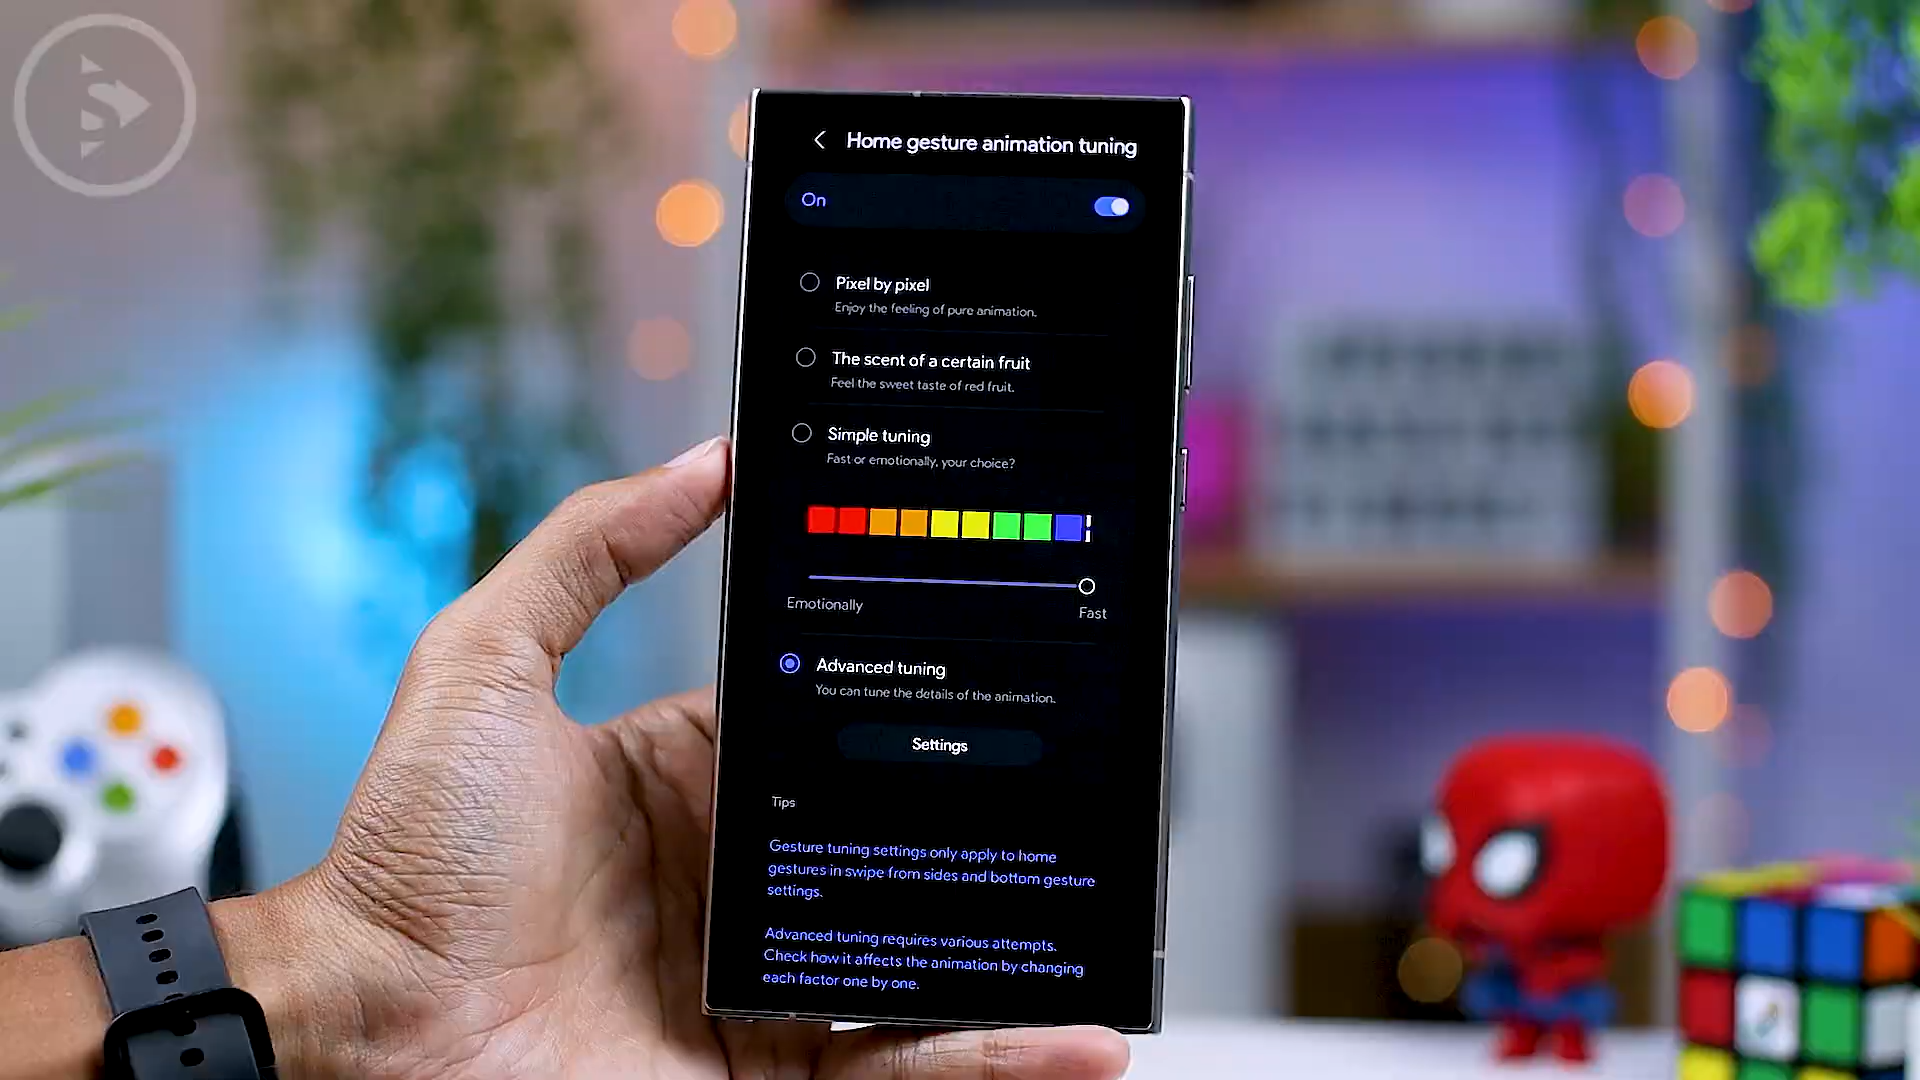 Home gesture animation tuning
On
Pixel by pixel
Enjoy the feeling of pure animation.
The scent of a certain fruit
Feel the sweet taste of red fruit.
Simple tuning
Fast or emotionally, your choice?
Emotionally
Fast
Advanced tuning
You can tune the details of the animation.
Settings
Tips
Gesture tuning settings only apply to home
gestures in swipe from sides and bottom gesture
settings.
Advanced tuning requires various attempts.
Check how it affects the animation by changing
each factor one by one.